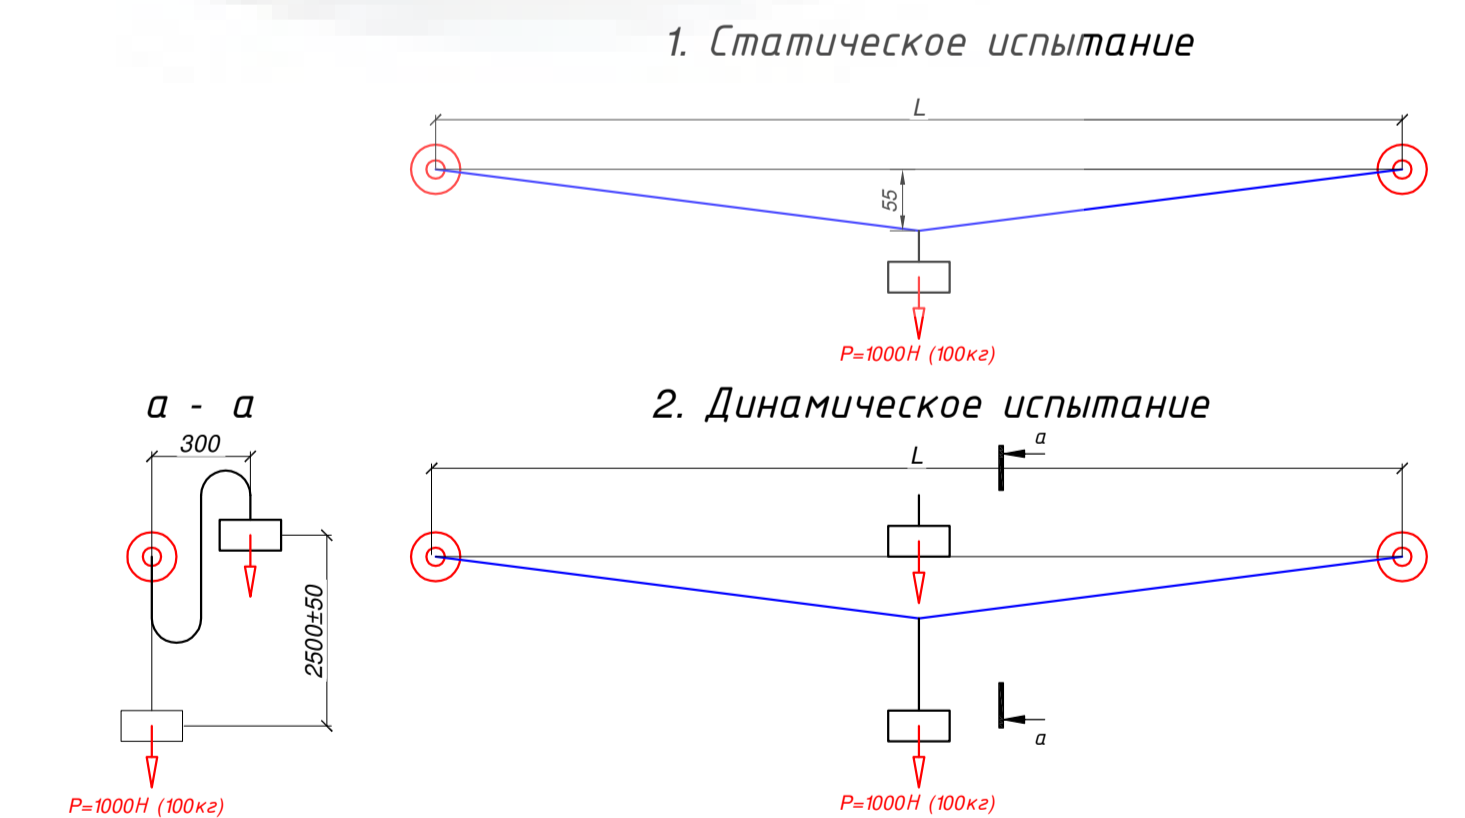 1. Статическое испытание
L
55
P=1000Н (100кг)
а - а
2. Динамическое испытание
300
L
а
2500±50
а
P=1000Н (100кг)
P=1000Н (100кг)